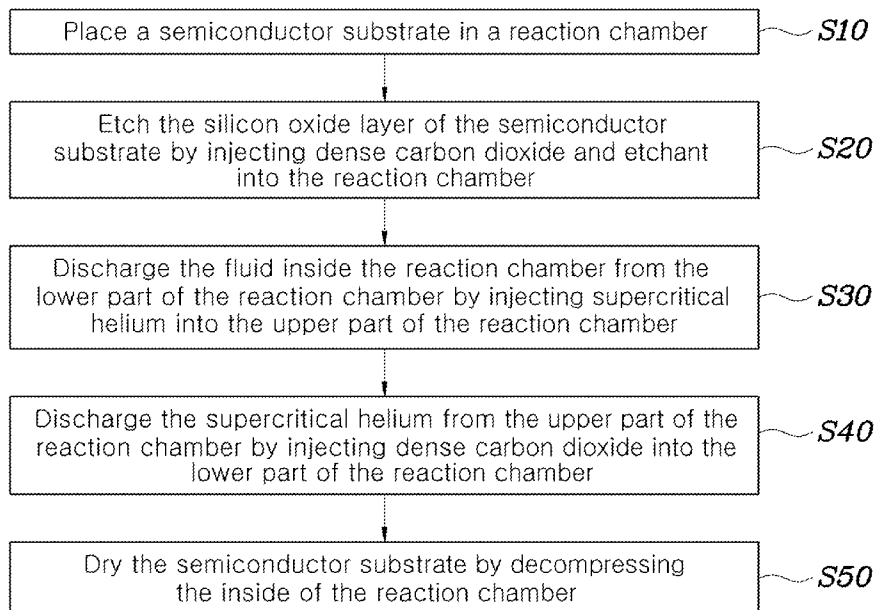 Place a semiconductor substrate in a reaction chamber
S10
Etch the silicon oxide layer of the semiconductor
substrate by injecting dense carbon dioxide and etchant
into the reaction chamber
S20
Discharge the fluid inside the reaction chamber from the
lower part of the reaction chamber by injecting supercritical
helium into the upper part of the reaction chamber
S30
Discharge the supercritical helium from the upper part of the
reaction chamber by injecting dense carbon dioxide into the
lower part of the reaction chamber
S40
Dry the semiconductor substrate by decompressing
the inside of the reaction chamber
S50